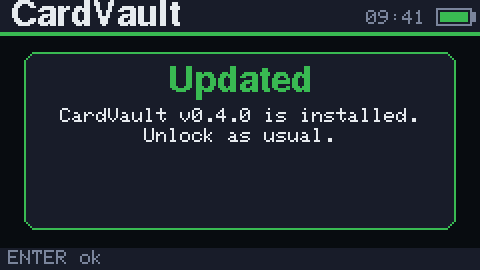 CardVault
09:41
Updated
CardVault v0.4.0 is installed.
Unlock as usual.
ENTER ok